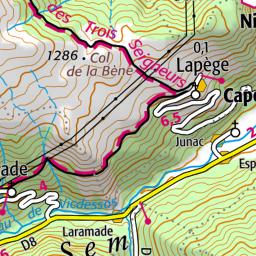 Ni
des Trois Seigneurs
0,1
Lapège
1286
Col
de la Bène
Cap
6,5
Junac
Esp
ade
4
de Vicdessos
Laramade
D8
Sem